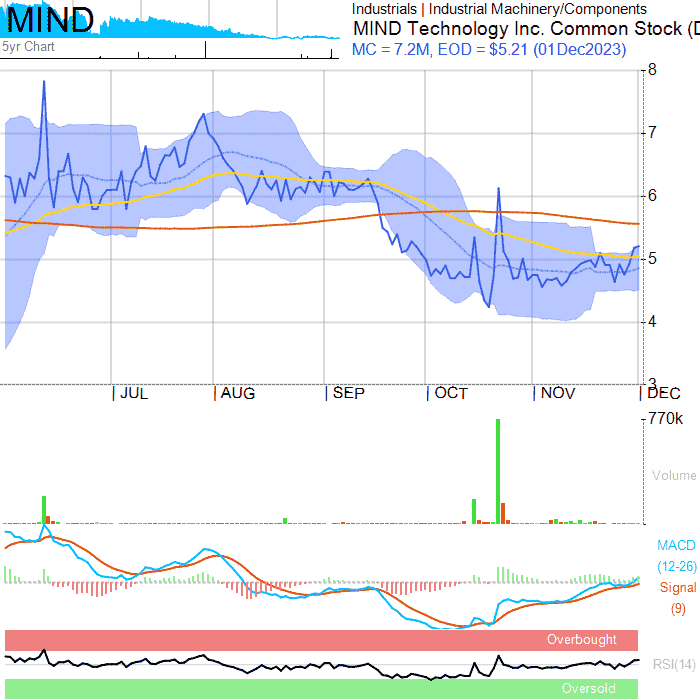 MIND
5yr Chart
Industrials | Industrial Machinery/Components
MIND Technology Inc. Common Stock (D
MC = 7.2M, EOD = $5.21 (01Dec2023)
8
7
6
5
4
3
JUL
AUG
SEP
OCT
NOV
DEC
770k
Volume
MACD
(12-26)
Signal
(9)
Overbought
RSI(14)
Oversold